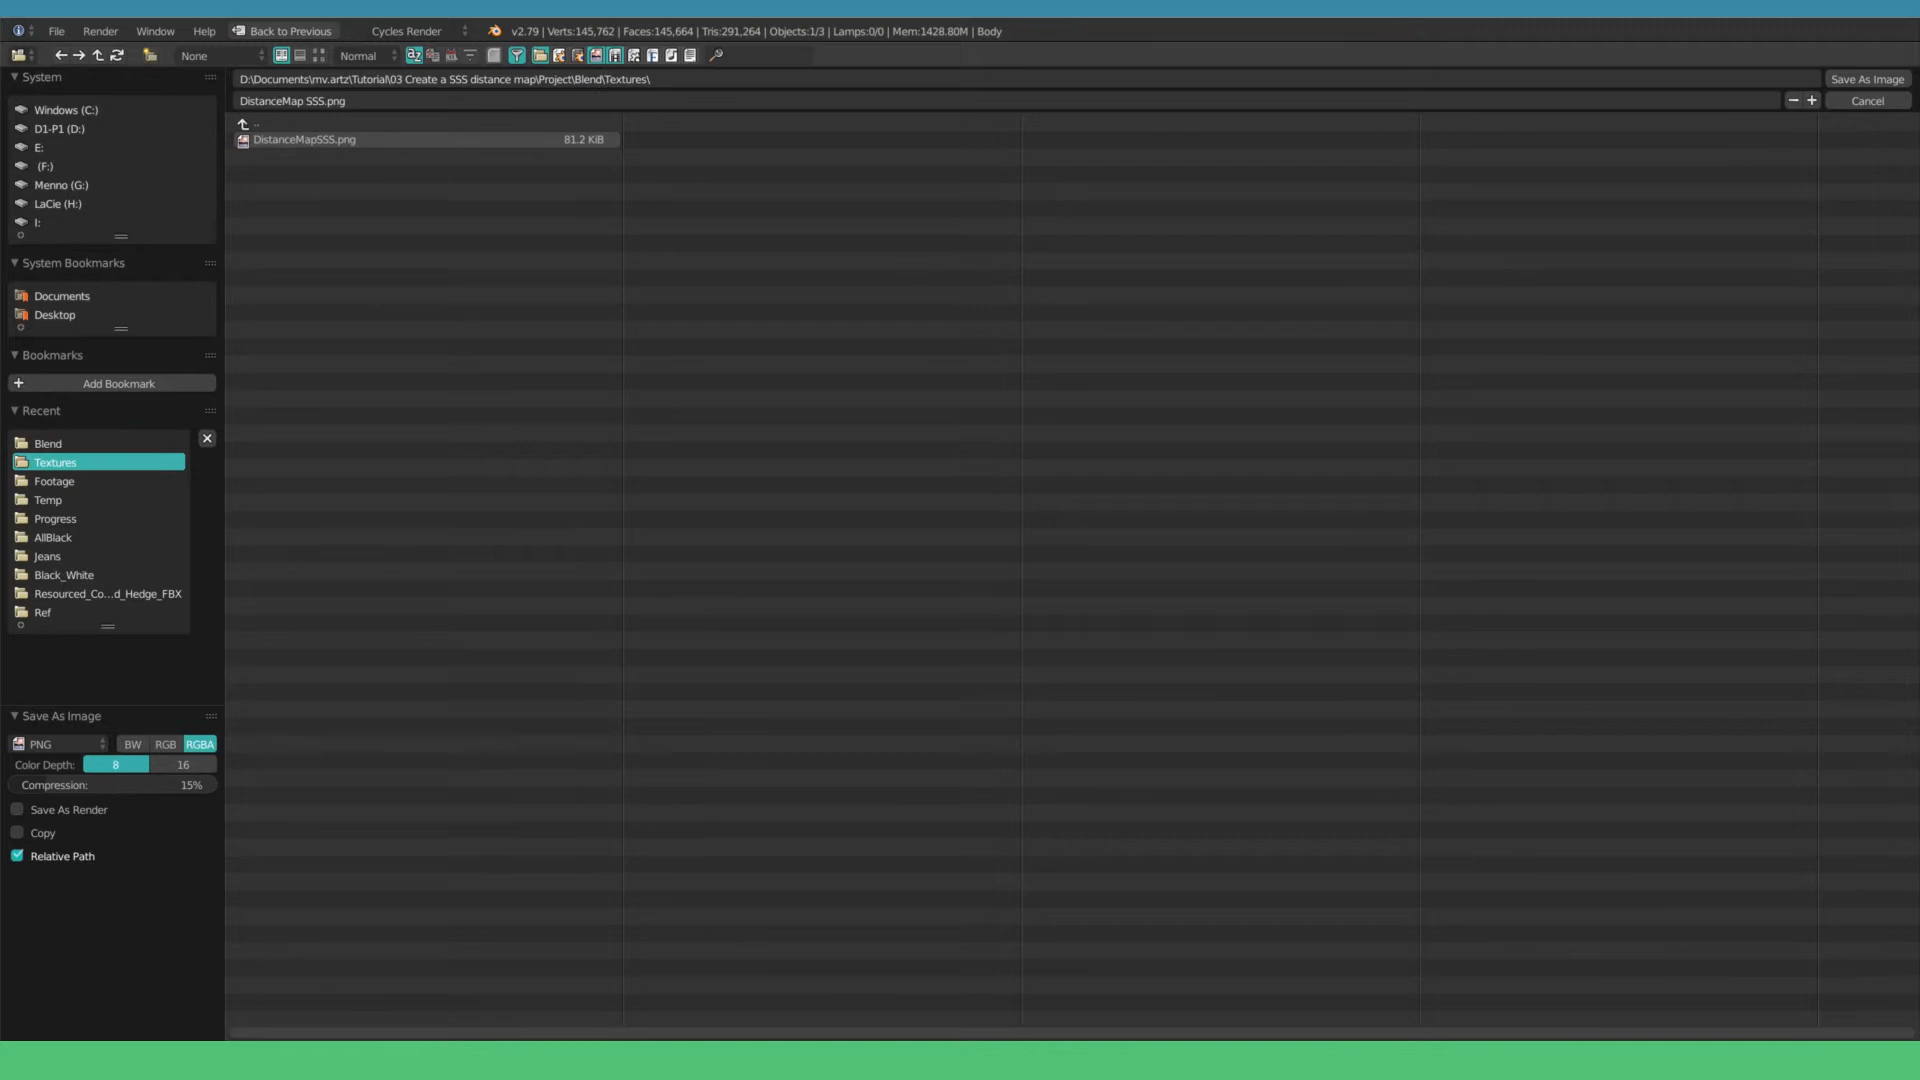 File Render Window Help Back to Previous Cycles Render v2.79 | Verts:145,762 | Faces:145,664 | Tris:291,264 | Objects:1/3 | Lamps:0/0 | Mem:1428.80M | Body
None Normal
System
D:\Documents\mv.artz\Tutorial\03 Create a SSS distance map\Project\Blend\Textures\
Save As Image
DistanceMap SSS.png
Cancel
Windows (C:)
D1-P1 (D:)
E:
(F:)
Menno (G:)
LaCie (H:)
I:
..
DistanceMapSSS.png 81.2 KiB
System Bookmarks
Documents
Desktop
Bookmarks
Add Bookmark
Recent
Blend
Textures
Footage
Temp
Progress
AllBlack
Jeans
Black_White
Resourced_Co...d_Hedge_FBX
Ref
Save As Image
PNG BW RGB RGBA
Color Depth: 8 16
Compression: 15%
Save As Render
Copy
Relative Path